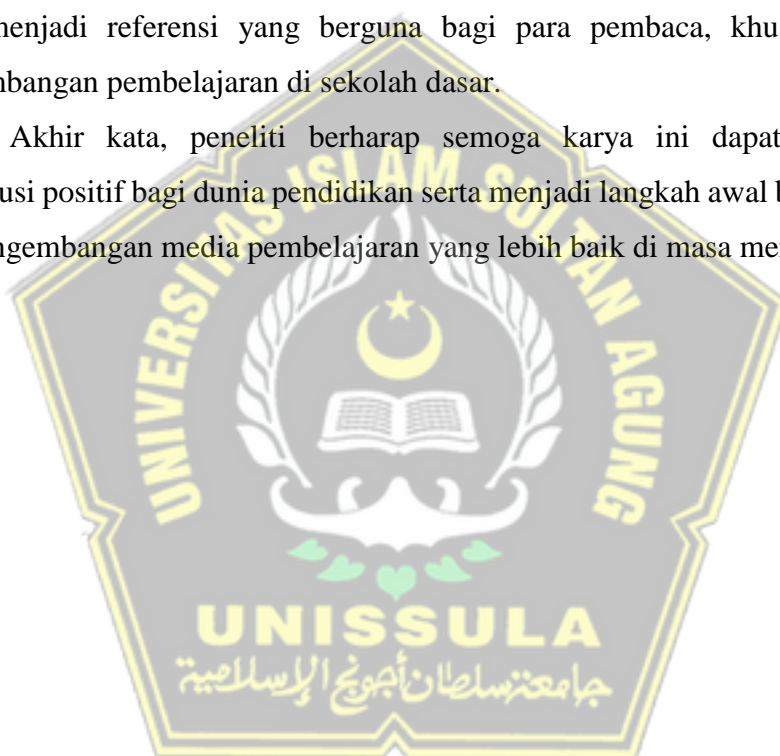 menjadi referensi yang berguna bagi para pembaca, khus
mbangan pembelajaran di sekolah dasar.
Akhir kata, peneliti berharap semoga karya ini dapat
usi positif bagi dunia pendidikan serta menjadi langkah awal b
ngembangan media pembelajaran yang lebih baik di masa me
UNIVERSITAS ISLAM SULTAN AGUNG
UNISSULA
جامعة سلطان أجونج الإسلامية